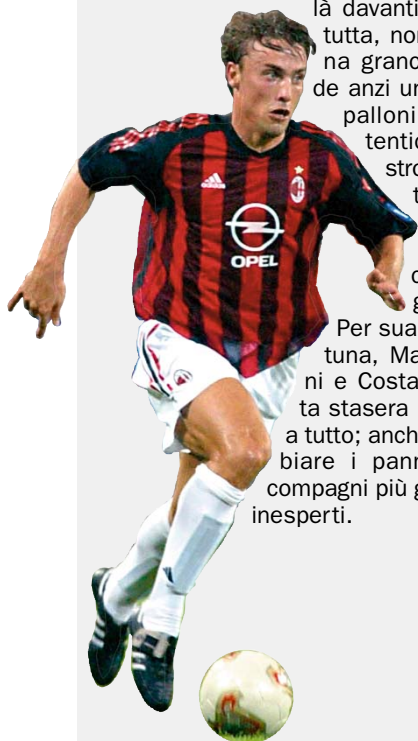 là davanti
tutta, non
na grand
de anzi un
palloni
tentic
stro
t
c
g
Per sua
tuna, Ma
ni e Costa
ta stasera
a tutto; anch
biare i pann
compagni più g
inesperti.
adidas
OPEL